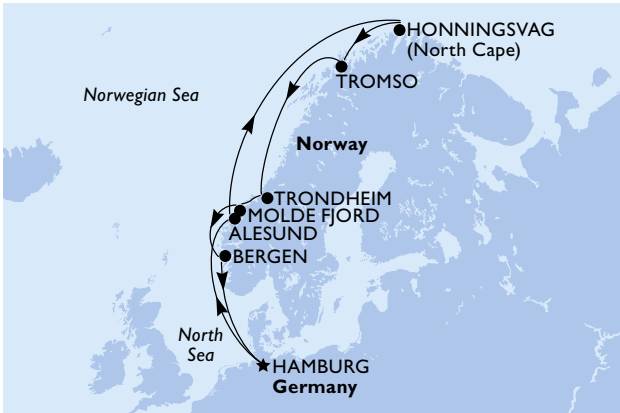 HONNINGSVAG
(North Cape)
TROMSO
Norwegian Sea
Norway
TRONDHEIM
MOLDE FJORD
ALESUND
BERGEN
North
Sea
HAMBURG
Germany